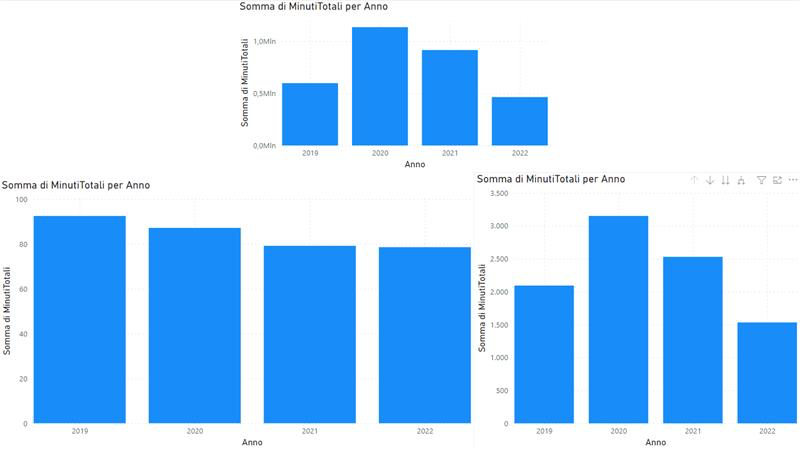 Somma di MinutiTotali per Anno
Somma di MinutiTotali
1,0Mln
0,5Mln
0,0Mln
2019 2020 2021 2022
Anno
Somma di MinutiTotali per Anno
Somma di MinutiTotali
100
80
60
40
20
0
2019 2020 2021 2022
Anno
Somma di MinutiTotali per Anno
Somma di MinutiTotali
3.500
3.000
2.500
2.000
1.500
1.000
500
0
2019 2020 2021 2022
Anno